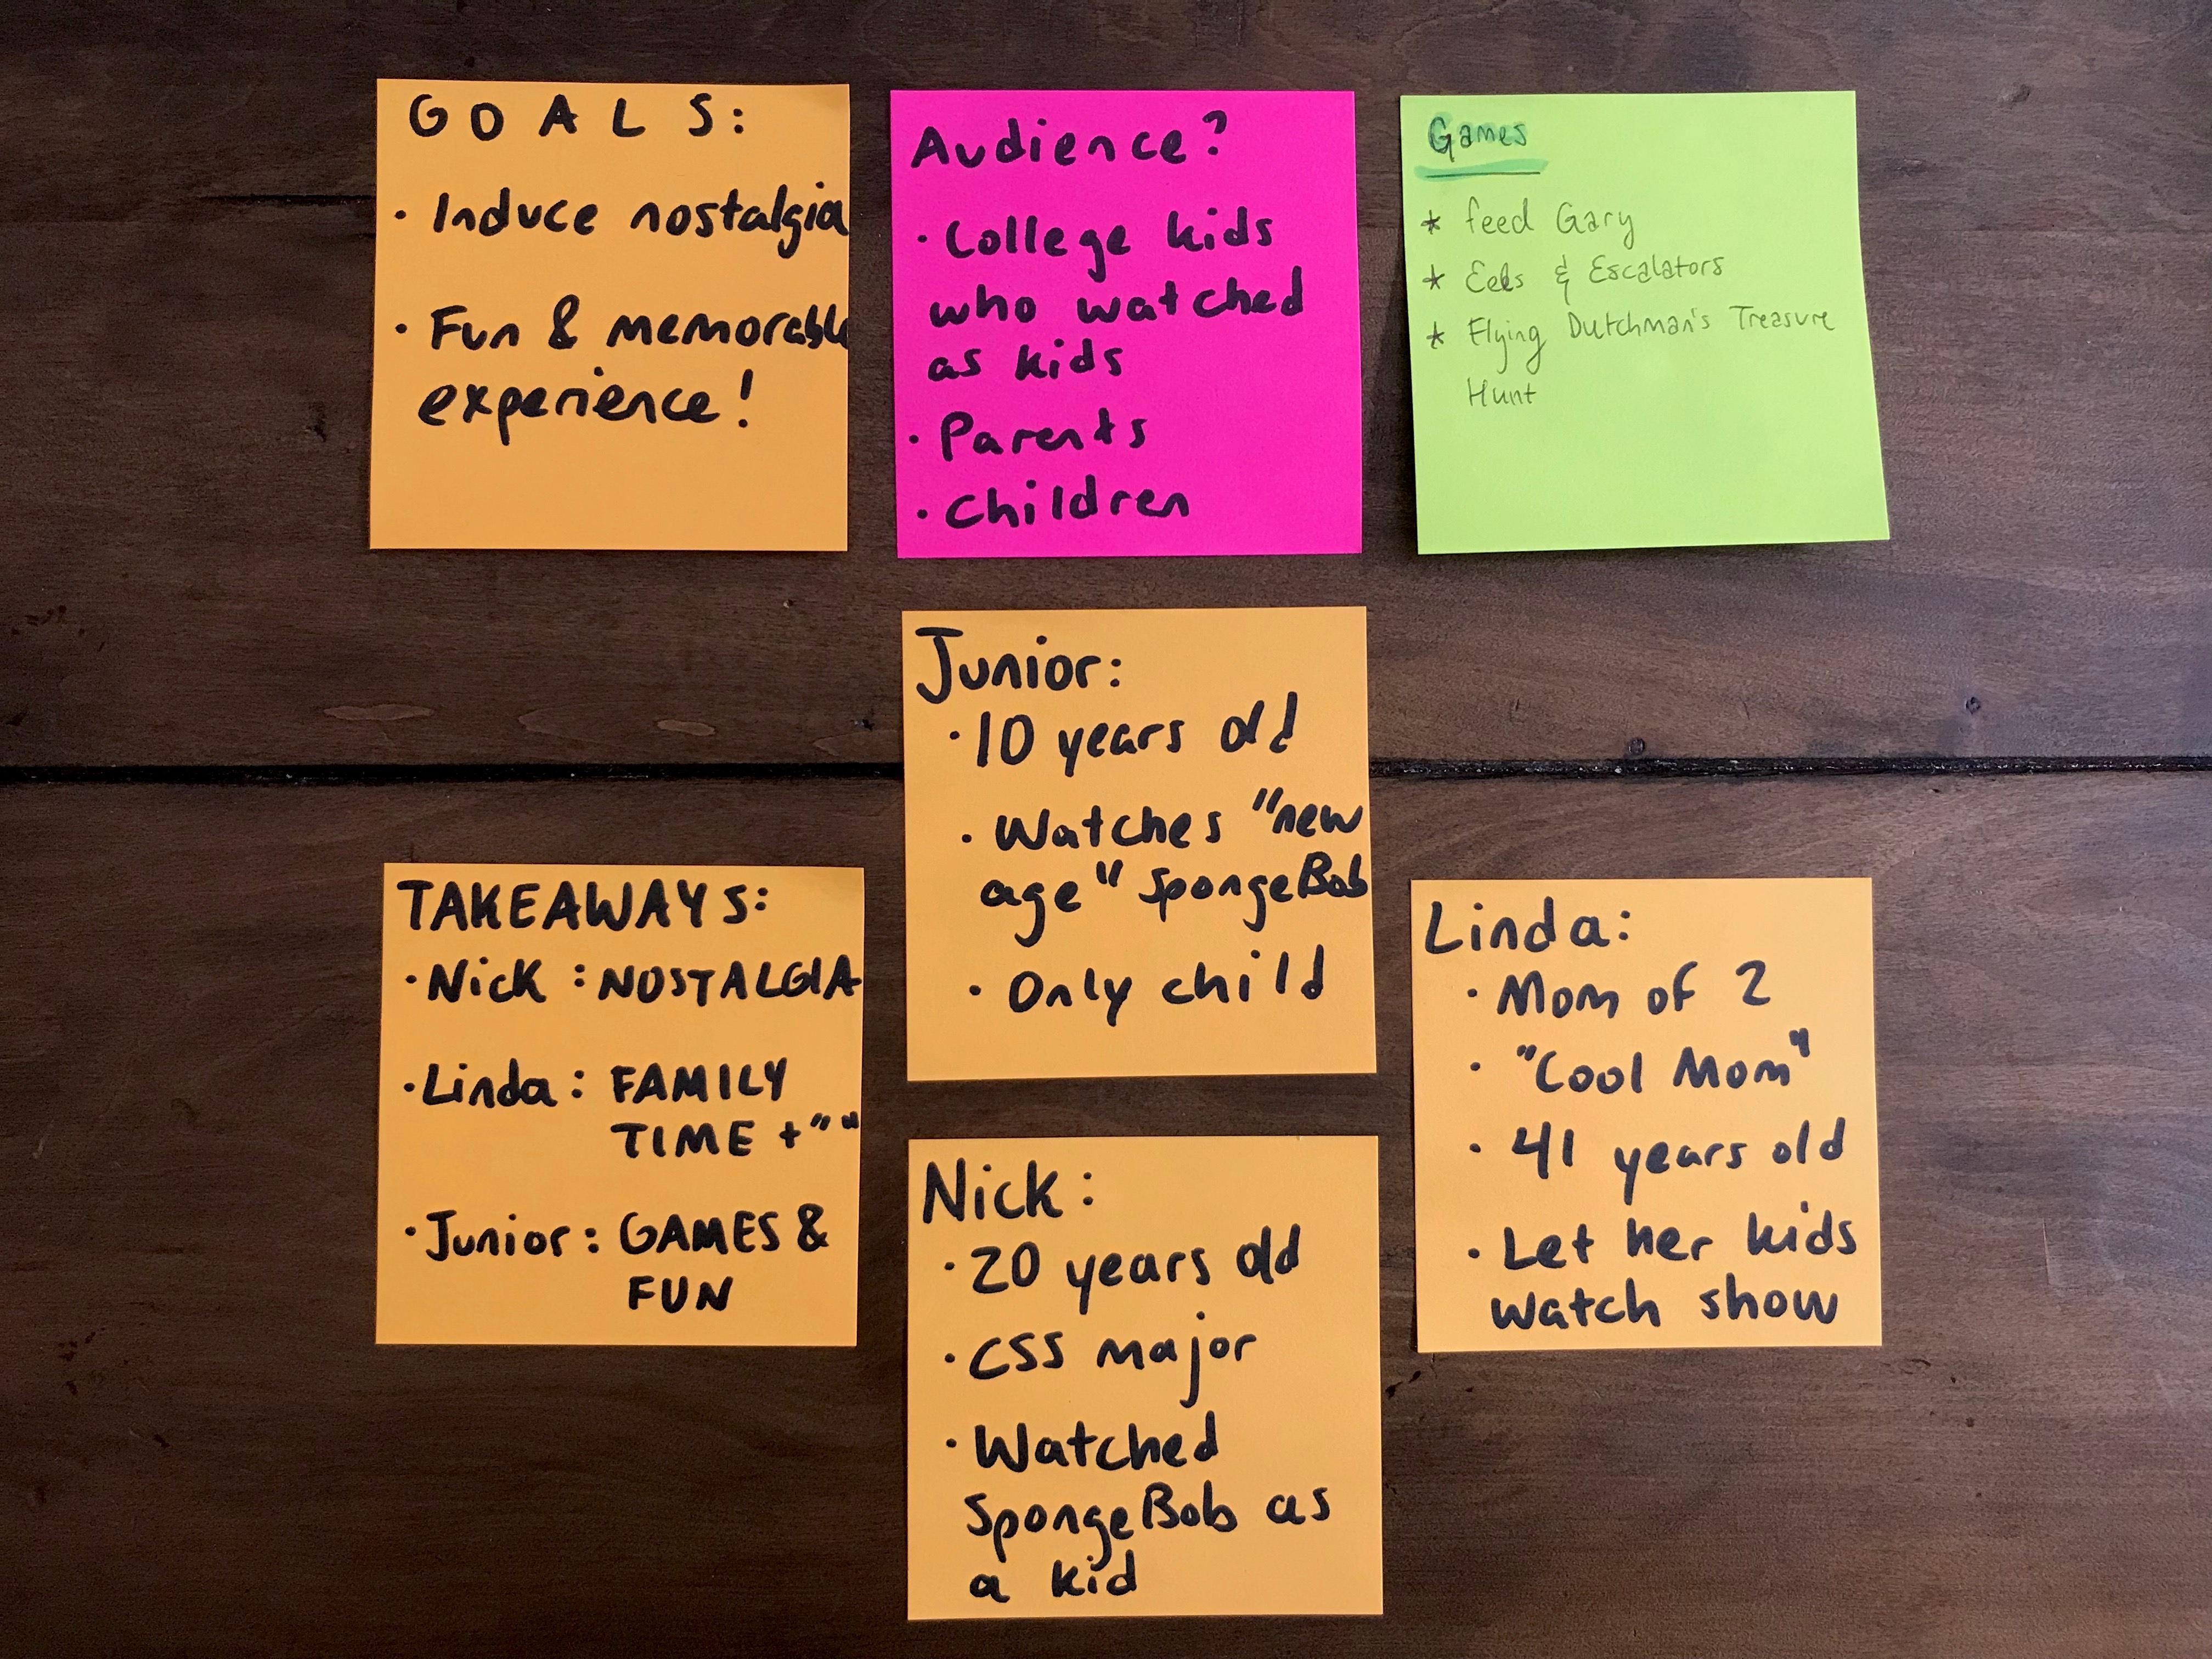 GOALS:
· Induce nostalgia
· Fun & memorable
experience!
Audience?
· College kids
who watched
as kids
· Parents
· Children
Games
* feed Gary
* Eels & Escalators
* Flying Dutchman's Treasure
Hunt
Junior:
· 10 years old
· Watches "new
age" SpongeBob
· Only child
TAKEAWAYS:
· Nick : NOSTALGIA
· Linda : FAMILY
TIME + " "
· Junior : GAMES &
FUN
Linda:
· Mom of 2
· "Cool Mom"
· 41 years old
· Let her kids
watch show
Nick:
· 20 years old
· CSS major
· Watched
SpongeBob as
a kid